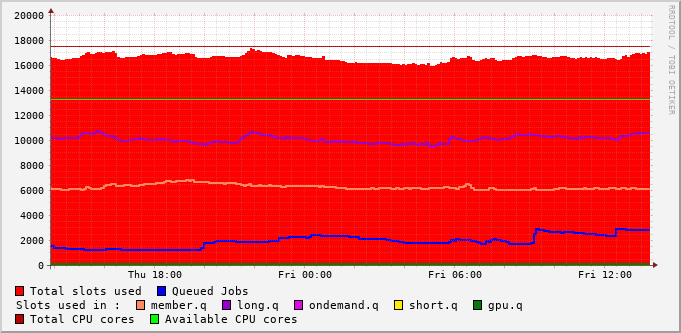 20000
18000
16000
14000
12000
10000
8000
6000
4000
2000
0
Thu 18:00 Fri 00:00 Fri 06:00 Fri 12:00
RRDTOOL / TOBI OETIKER
Total slots used Queued Jobs
Slots used in : member.q long.q ondemand.q short.q gpu.q
Total CPU cores Available CPU cores